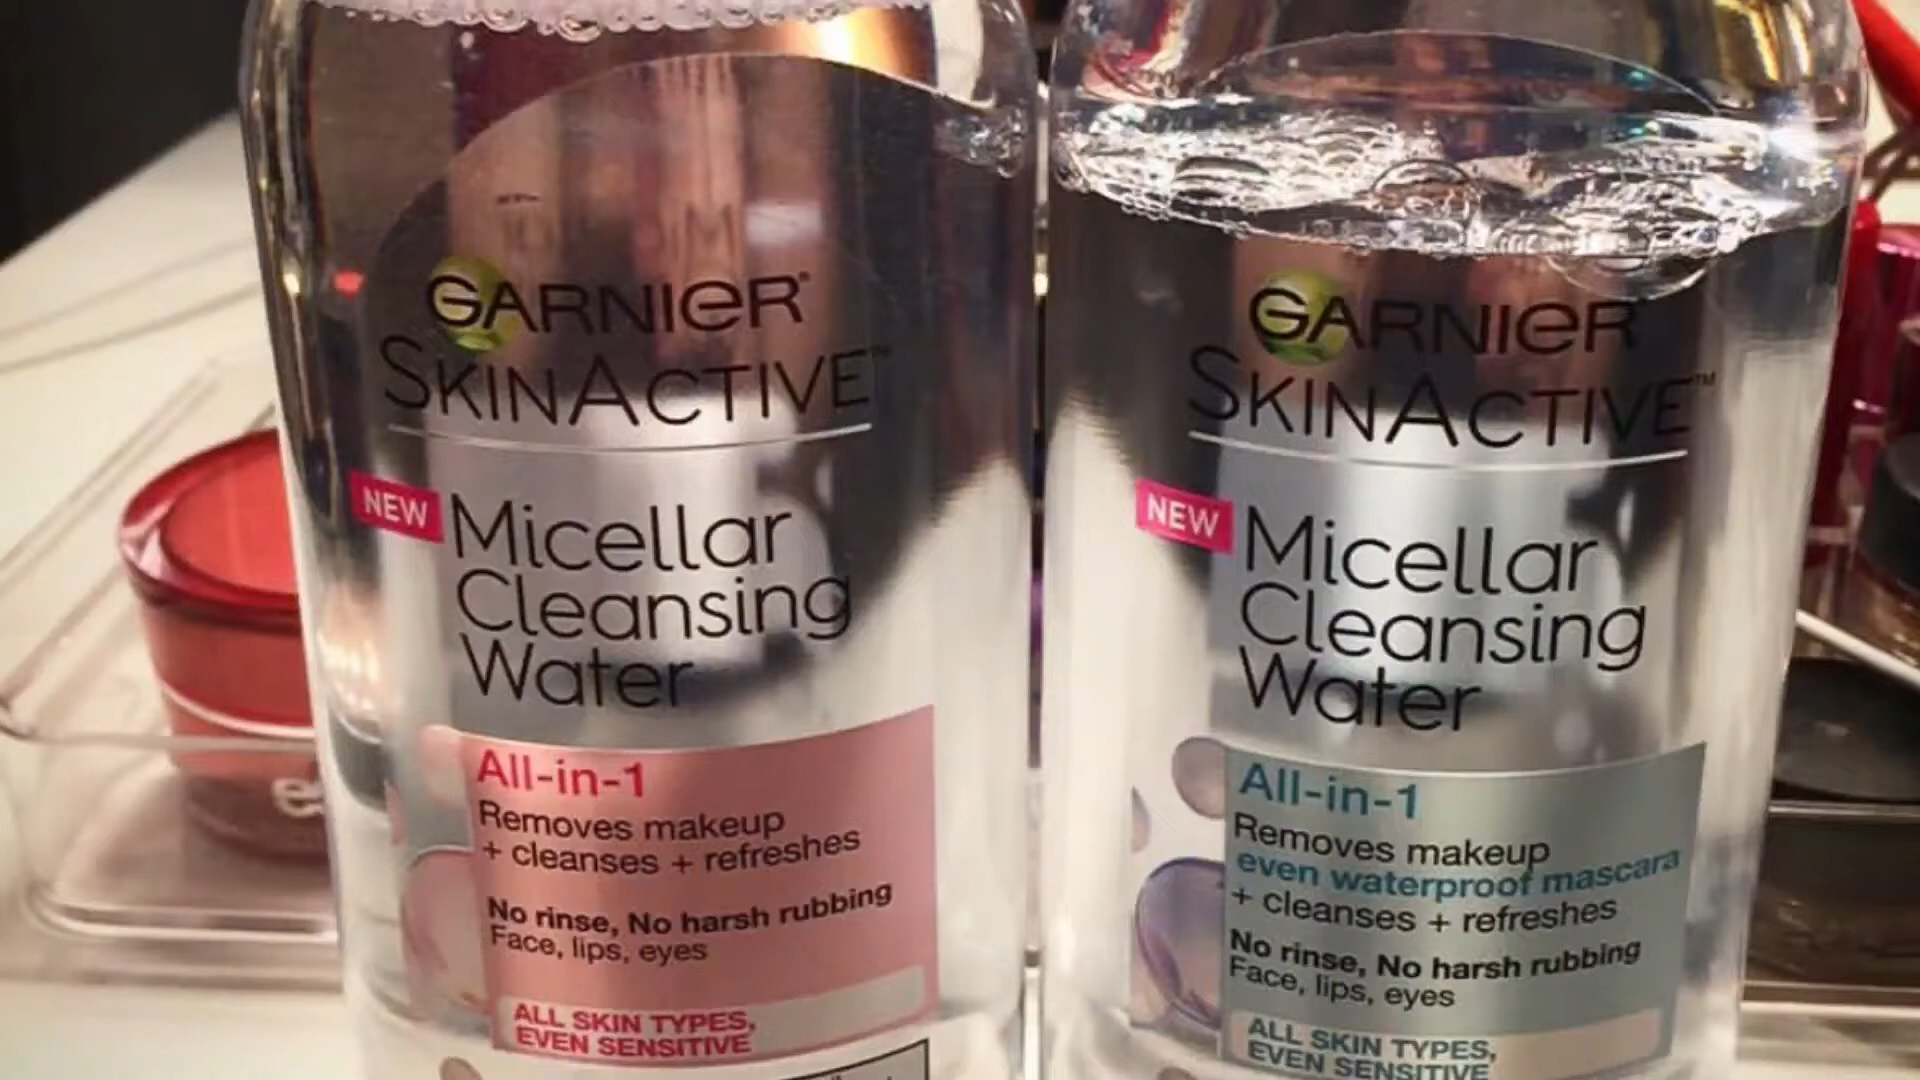 GARNIER
SKINACTIVE™
NEW
Micellar
Cleansing
Water
All-in-1
Removes makeup
+ cleanses + refreshes
No rinse, No harsh rubbing
Face, lips, eyes
ALL SKIN TYPES,
EVEN SENSITIVE
GARNIER
SKINACTIVE™
NEW
Micellar
Cleansing
Water
All-in-1
Removes makeup
even waterproof mascara
+ cleanses + refreshes
No rinse, No harsh rubbing
Face, lips, eyes
ALL SKIN TYPES,
EVEN SENSITIVE